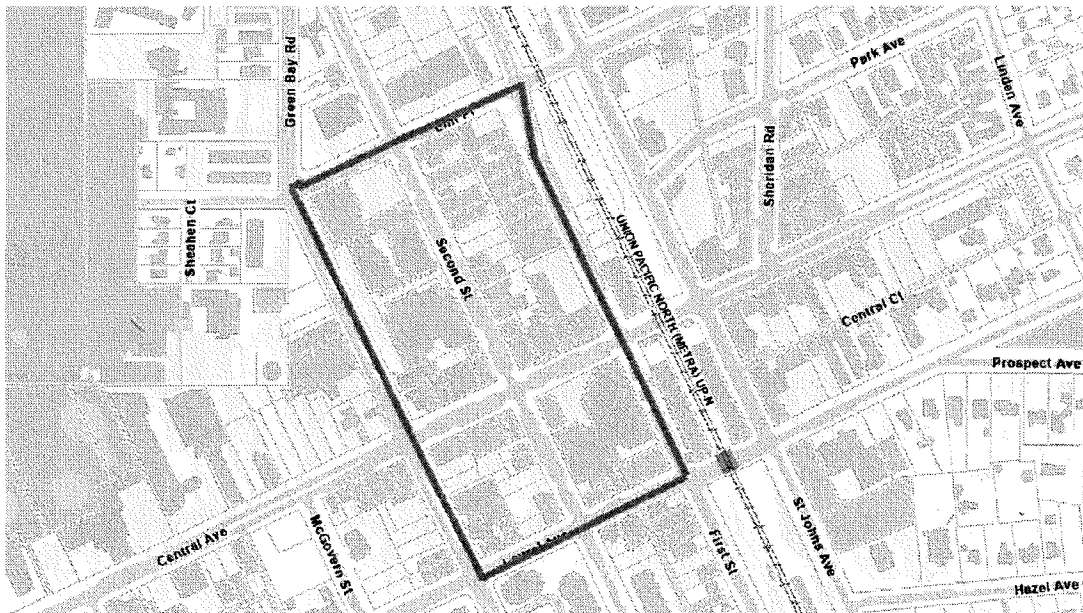 Green Bay Rd
Park Ave
Linden Ave
Elm Pl
Sheridan Rd
Sheahen Ct
Second St
UNION PACIFIC NORTH (METRA) UP-N
Central Ct
Prospect Ave
Central Ave
McGovern St
First St
St Johns Ave
Hazel Ave